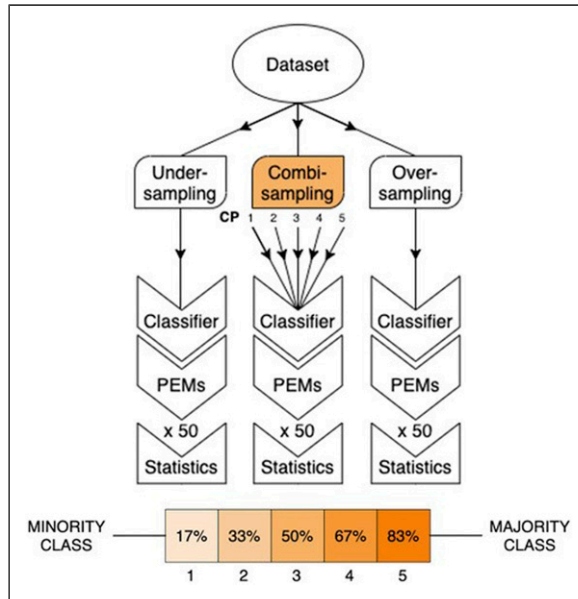 Dataset
Under-
sampling
Combi-
sampling
Over-
sampling
CP 1 2 3 4 5
Classifier Classifier Classifier
PEMs PEMs PEMs
x 50 x 50 x 50
Statistics Statistics Statistics
MINORITY
CLASS
17% 33% 50% 67% 83%
MAJORITY
CLASS
1 2 3 4 5